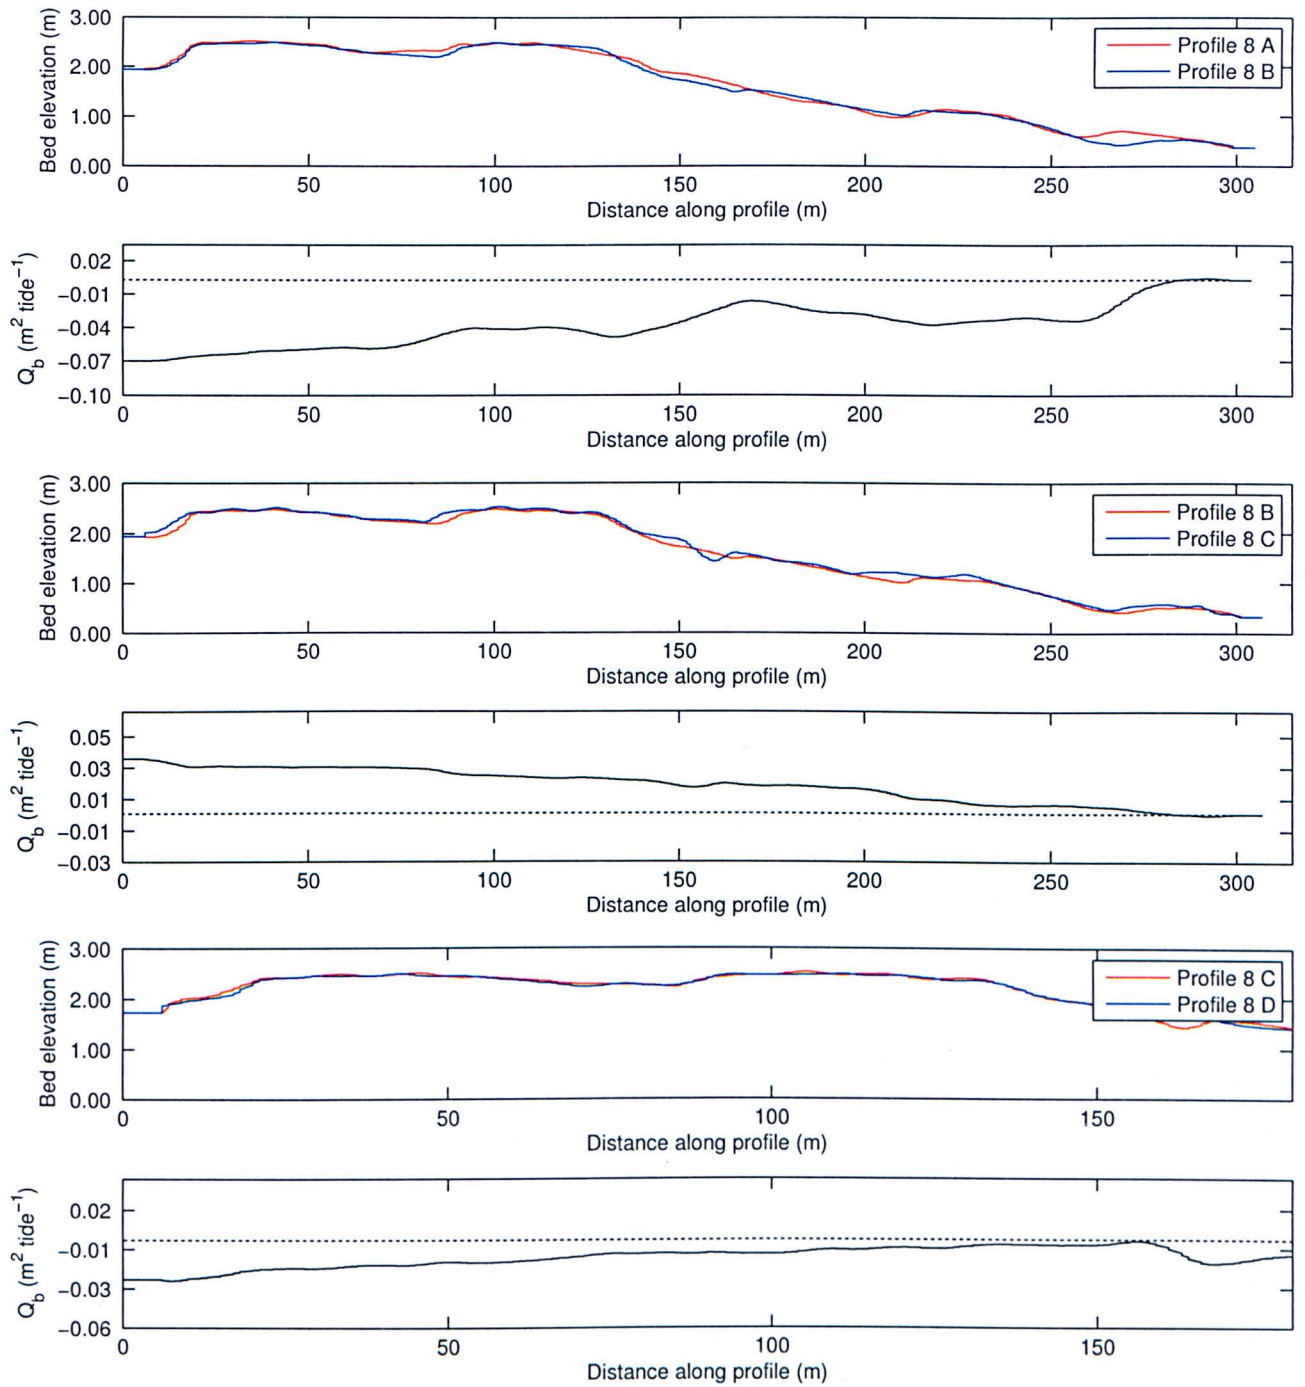 Bed elevation (m)
3.00
2.00
1.00
0.00
Profile 8 A
Profile 8 B
0 50 100 150 200 250 300
Distance along profile (m)
Q_b (m² tide⁻¹)
0.02
−0.01
−0.04
−0.07
−0.10
0 50 100 150 200 250 300
Distance along profile (m)
Bed elevation (m)
3.00
2.00
1.00
0.00
Profile 8 B
Profile 8 C
0 50 100 150 200 250 300
Distance along profile (m)
Q_b (m² tide⁻¹)
0.05
0.03
0.01
−0.01
−0.03
0 50 100 150 200 250 300
Distance along profile (m)
Bed elevation (m)
3.00
2.00
1.00
0.00
Profile 8 C
Profile 8 D
0 50 100 150
Distance along profile (m)
Q_b (m² tide⁻¹)
0.02
−0.01
−0.03
−0.06
0 50 100 150
Distance along profile (m)